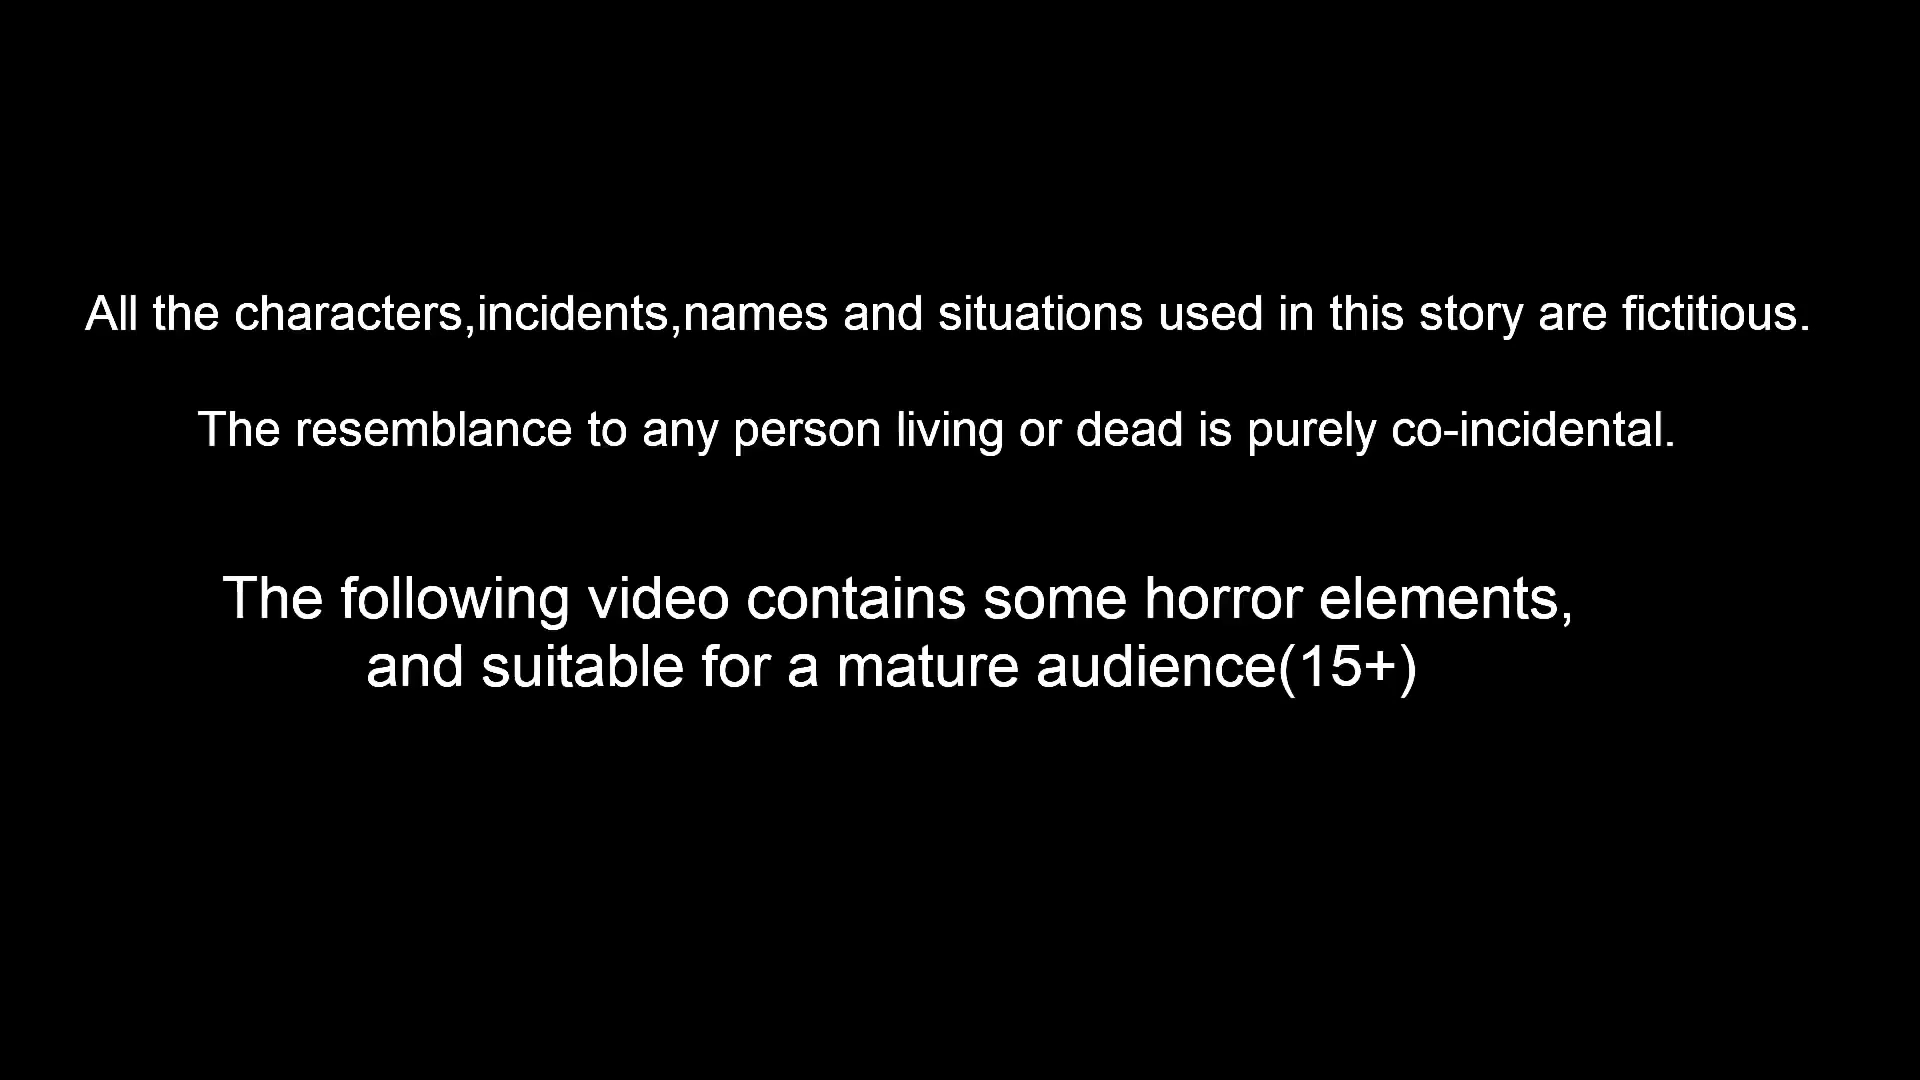 All the characters,incidents,names and situations used in this story are fictitious.
The resemblance to any person living or dead is purely co-incidental.
The following video contains some horror elements,
and suitable for a mature audience(15+)